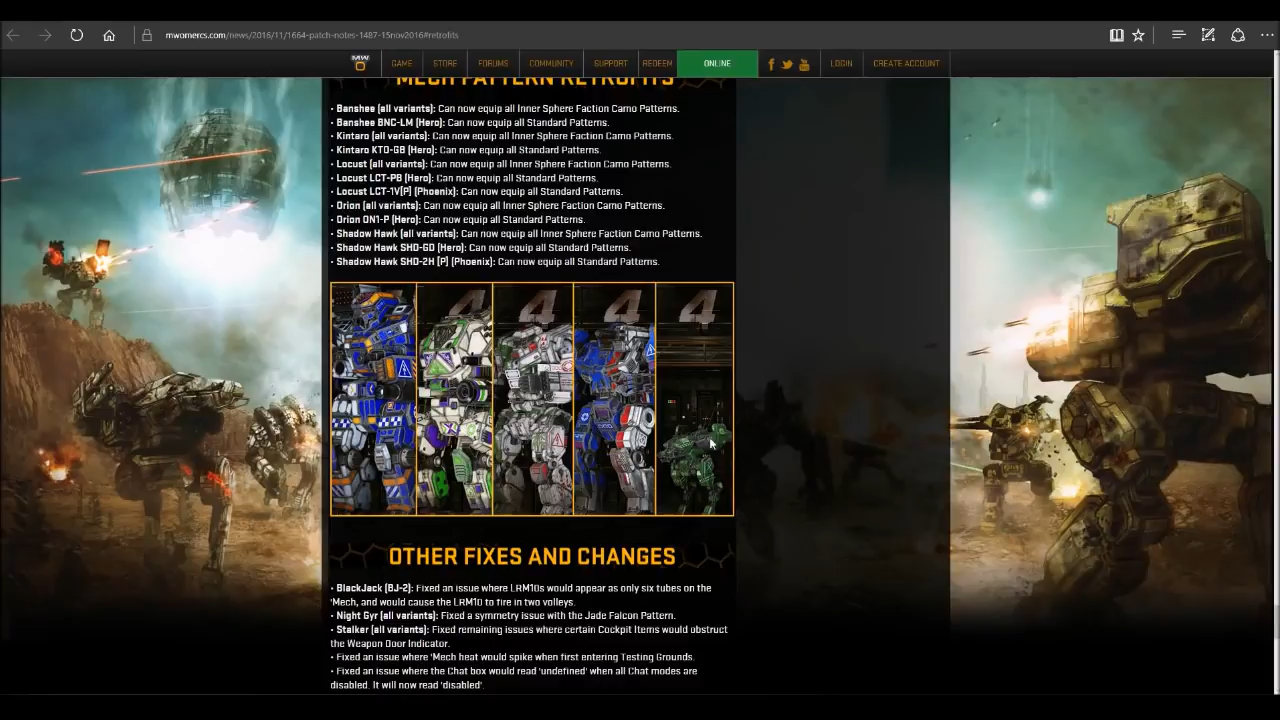 mwomercs.com/news/2016/11/1664-patch-notes-1487-15nov2016#retrofits
MW
GAME STORE FORUMS COMMUNITY SUPPORT REDEEM ONLINE LOGIN CREATE ACCOUNT
MECH PATTERN RETROFITS
• Banshee (all variants): Can now equip all Inner Sphere Faction Camo Patterns.
• Banshee BNC-LM (Hero): Can now equip all Standard Patterns.
• Kintaro (all variants): Can now equip all Inner Sphere Faction Camo Patterns.
• Kintaro KTO-GB (Hero): Can now equip all Standard Patterns.
• Locust (all variants): Can now equip all Inner Sphere Faction Camo Patterns.
• Locust LCT-PB (Hero): Can now equip all Standard Patterns.
• Locust LCT-1V[P] (Phoenix): Can now equip all Standard Patterns.
• Orion (all variants): Can now equip all Inner Sphere Faction Camo Patterns.
• Orion ON1-P (Hero): Can now equip all Standard Patterns.
• Shadow Hawk (all variants): Can now equip all Inner Sphere Faction Camo Patterns.
• Shadow Hawk SHD-GD (Hero): Can now equip all Standard Patterns.
• Shadow Hawk SHD-2H [P] (Phoenix): Can now equip all Standard Patterns.
4 4 4 4
OTHER FIXES AND CHANGES
• BlackJack (BJ-2): Fixed an issue where LRM10s would appear as only six tubes on the
'Mech, and would cause the LRM10 to fire in two volleys.
• Night Gyr (all variants): Fixed a symmetry issue with the Jade Falcon Pattern.
• Stalker (all variants): Fixed remaining issues where certain Cockpit Items would obstruct
the Weapon Door Indicator.
• Fixed an issue where 'Mech heat would spike when first entering Testing Grounds.
• Fixed an issue where the Chat box would read 'undefined' when all Chat modes are
disabled. It will now read 'disabled'.